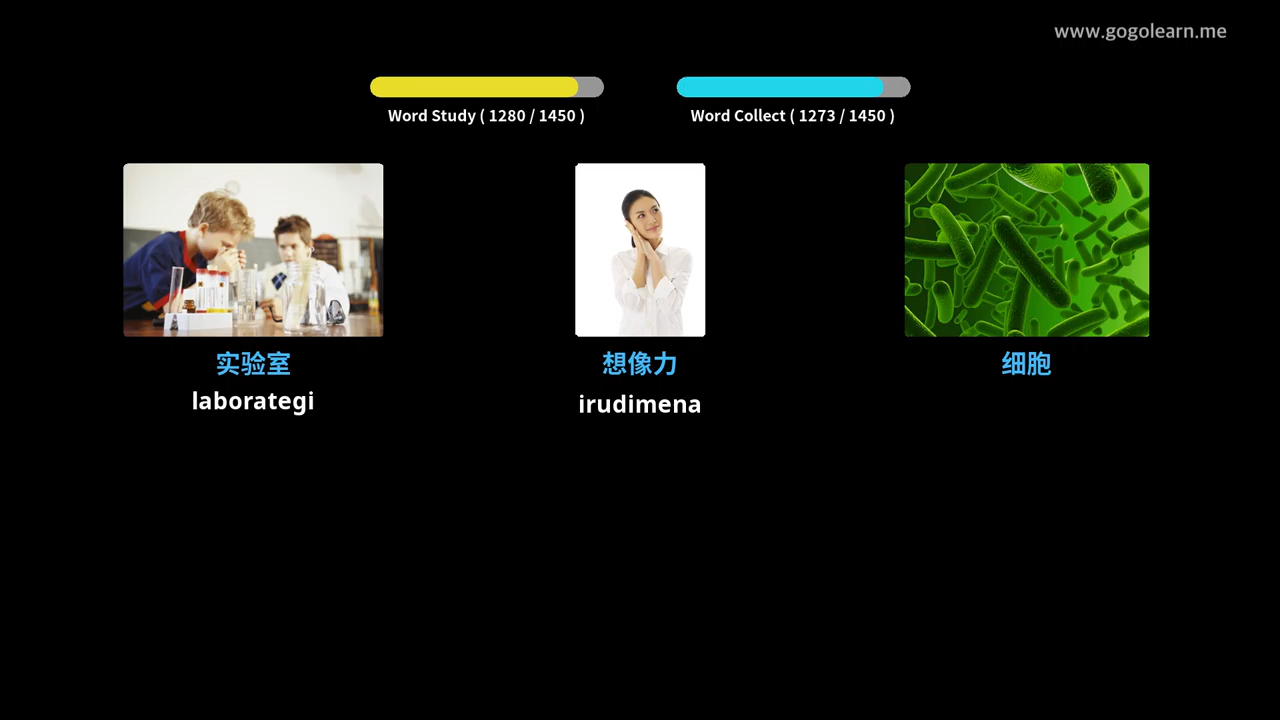 www.gogolearn.me
Word Study ( 1280 / 1450 )
Word Collect ( 1273 / 1450 )
实验室
想像力
细胞
laborategi
irudimena